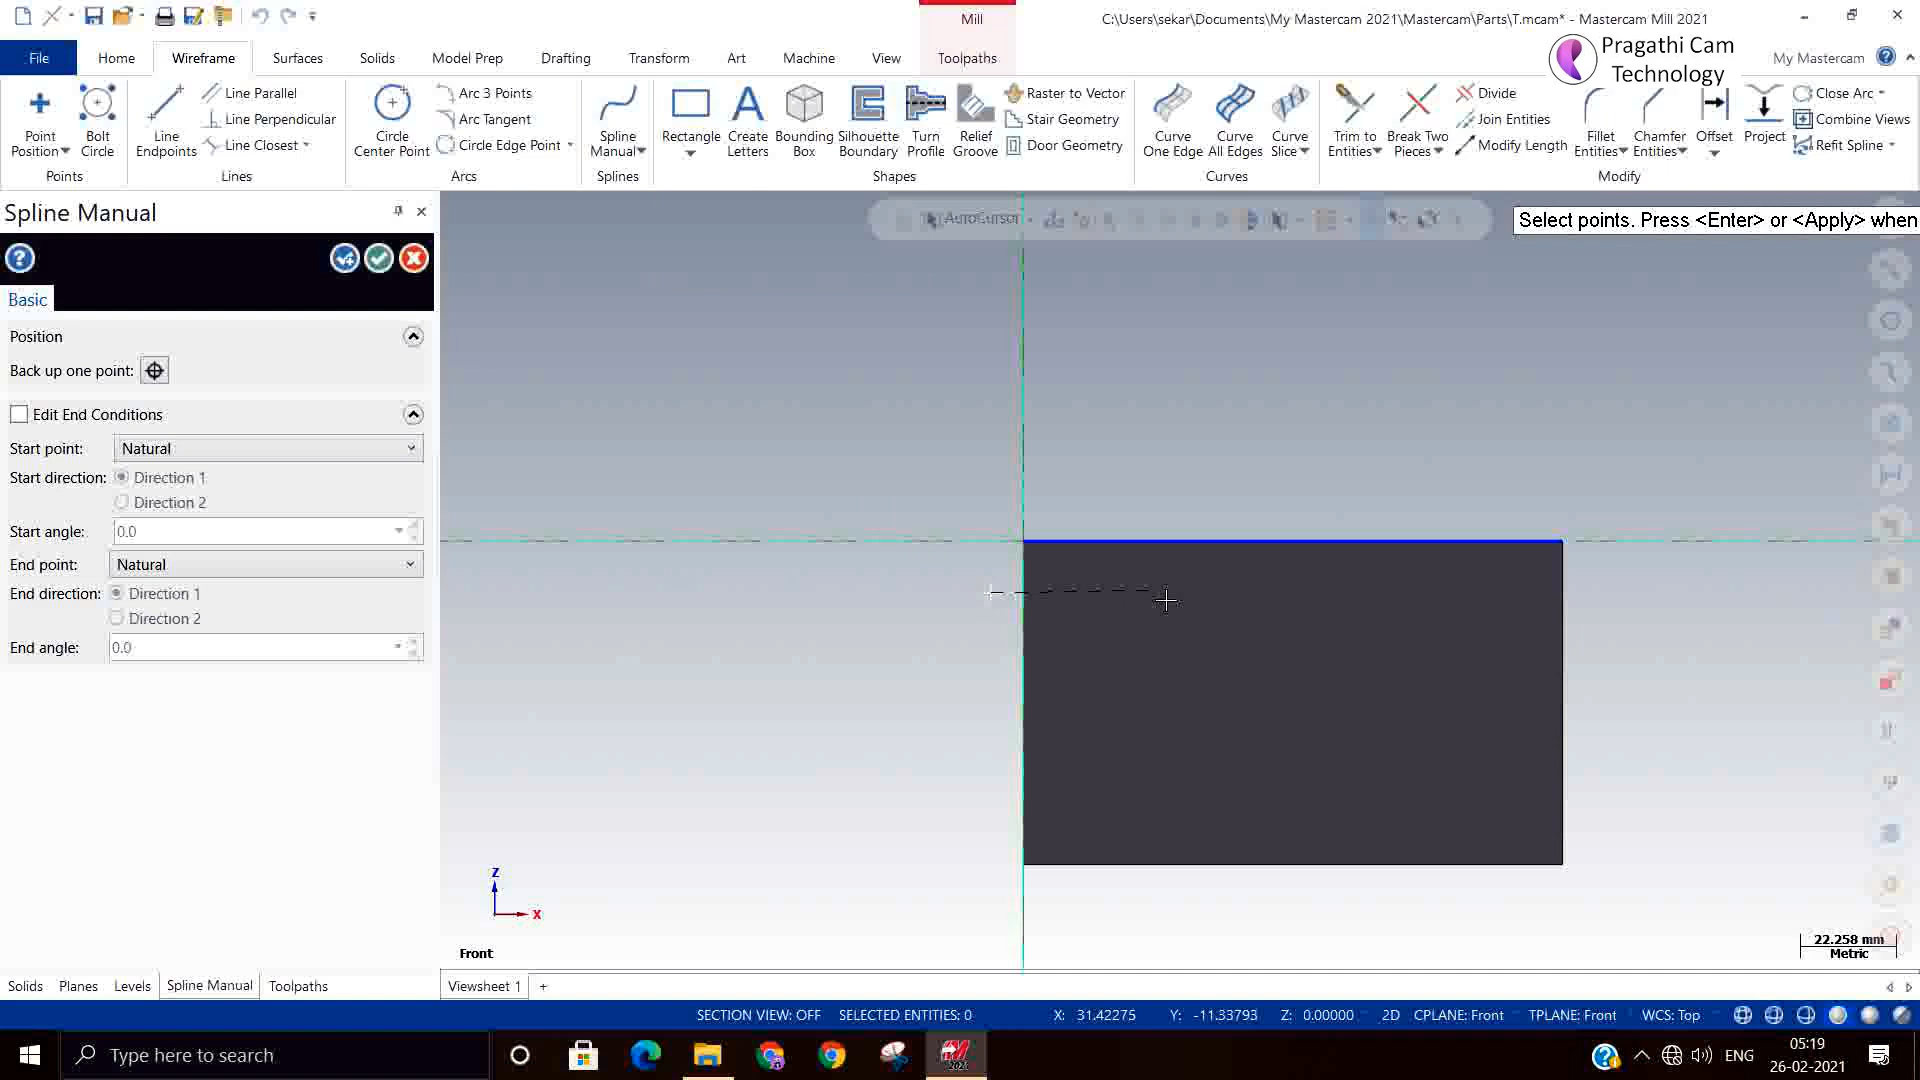 Mill
C:\Users\sekar\Documents\My Mastercam 2021\Mastercam\Parts\T.mcam* - Mastercam Mill 2021
File
Home
Wireframe
Surfaces
Solids
Model Prep
Drafting
Transform
Art
Machine
View
Toolpaths
Pragathi Cam
Technology
My Mastercam
Point
Position
Bolt
Circle
Points
Line
Endpoints
Line Parallel
Line Perpendicular
Line Closest
Lines
Circle
Center Point
Arc 3 Points
Arc Tangent
Circle Edge Point
Arcs
Spline
Manual
Splines
Rectangle
Create
Letters
Bounding
Box
Silhouette
Boundary
Turn
Profile
Relief
Groove
Raster to Vector
Stair Geometry
Door Geometry
Shapes
Curve
One Edge
Curve
All Edges
Curve
Slice
Curves
Trim to
Entities
Break Two
Pieces
Divide
Join Entities
Modify Length
Fillet
Entities
Chamfer
Entities
Offset
Project
Close Arc
Combine Views
Refit Spline
Modify
Spline Manual
AutoCursor
Select points. Press <Enter> or <Apply> when
Basic
Position
Back up one point:
Edit End Conditions
Start point: Natural
Start direction: Direction 1
Direction 2
Start angle: 0.0
End point: Natural
End direction: Direction 1
Direction 2
End angle: 0.0
Z
X
Front
22.258 mm
Metric
Solids
Planes
Levels
Spline Manual
Toolpaths
Viewsheet 1
+
SECTION VIEW: OFF
SELECTED ENTITIES: 0
X: 31.42275
Y: -11.33793
Z: 0.00000
2D
CPLANE: Front
TPLANE: Front
WCS: Top
Type here to search
2021
ENG
05:19
26-02-2021